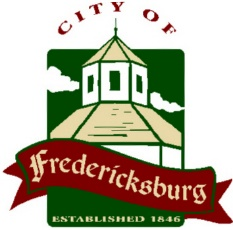 CITY OF
Fredericksburg
ESTABLISHED 1846